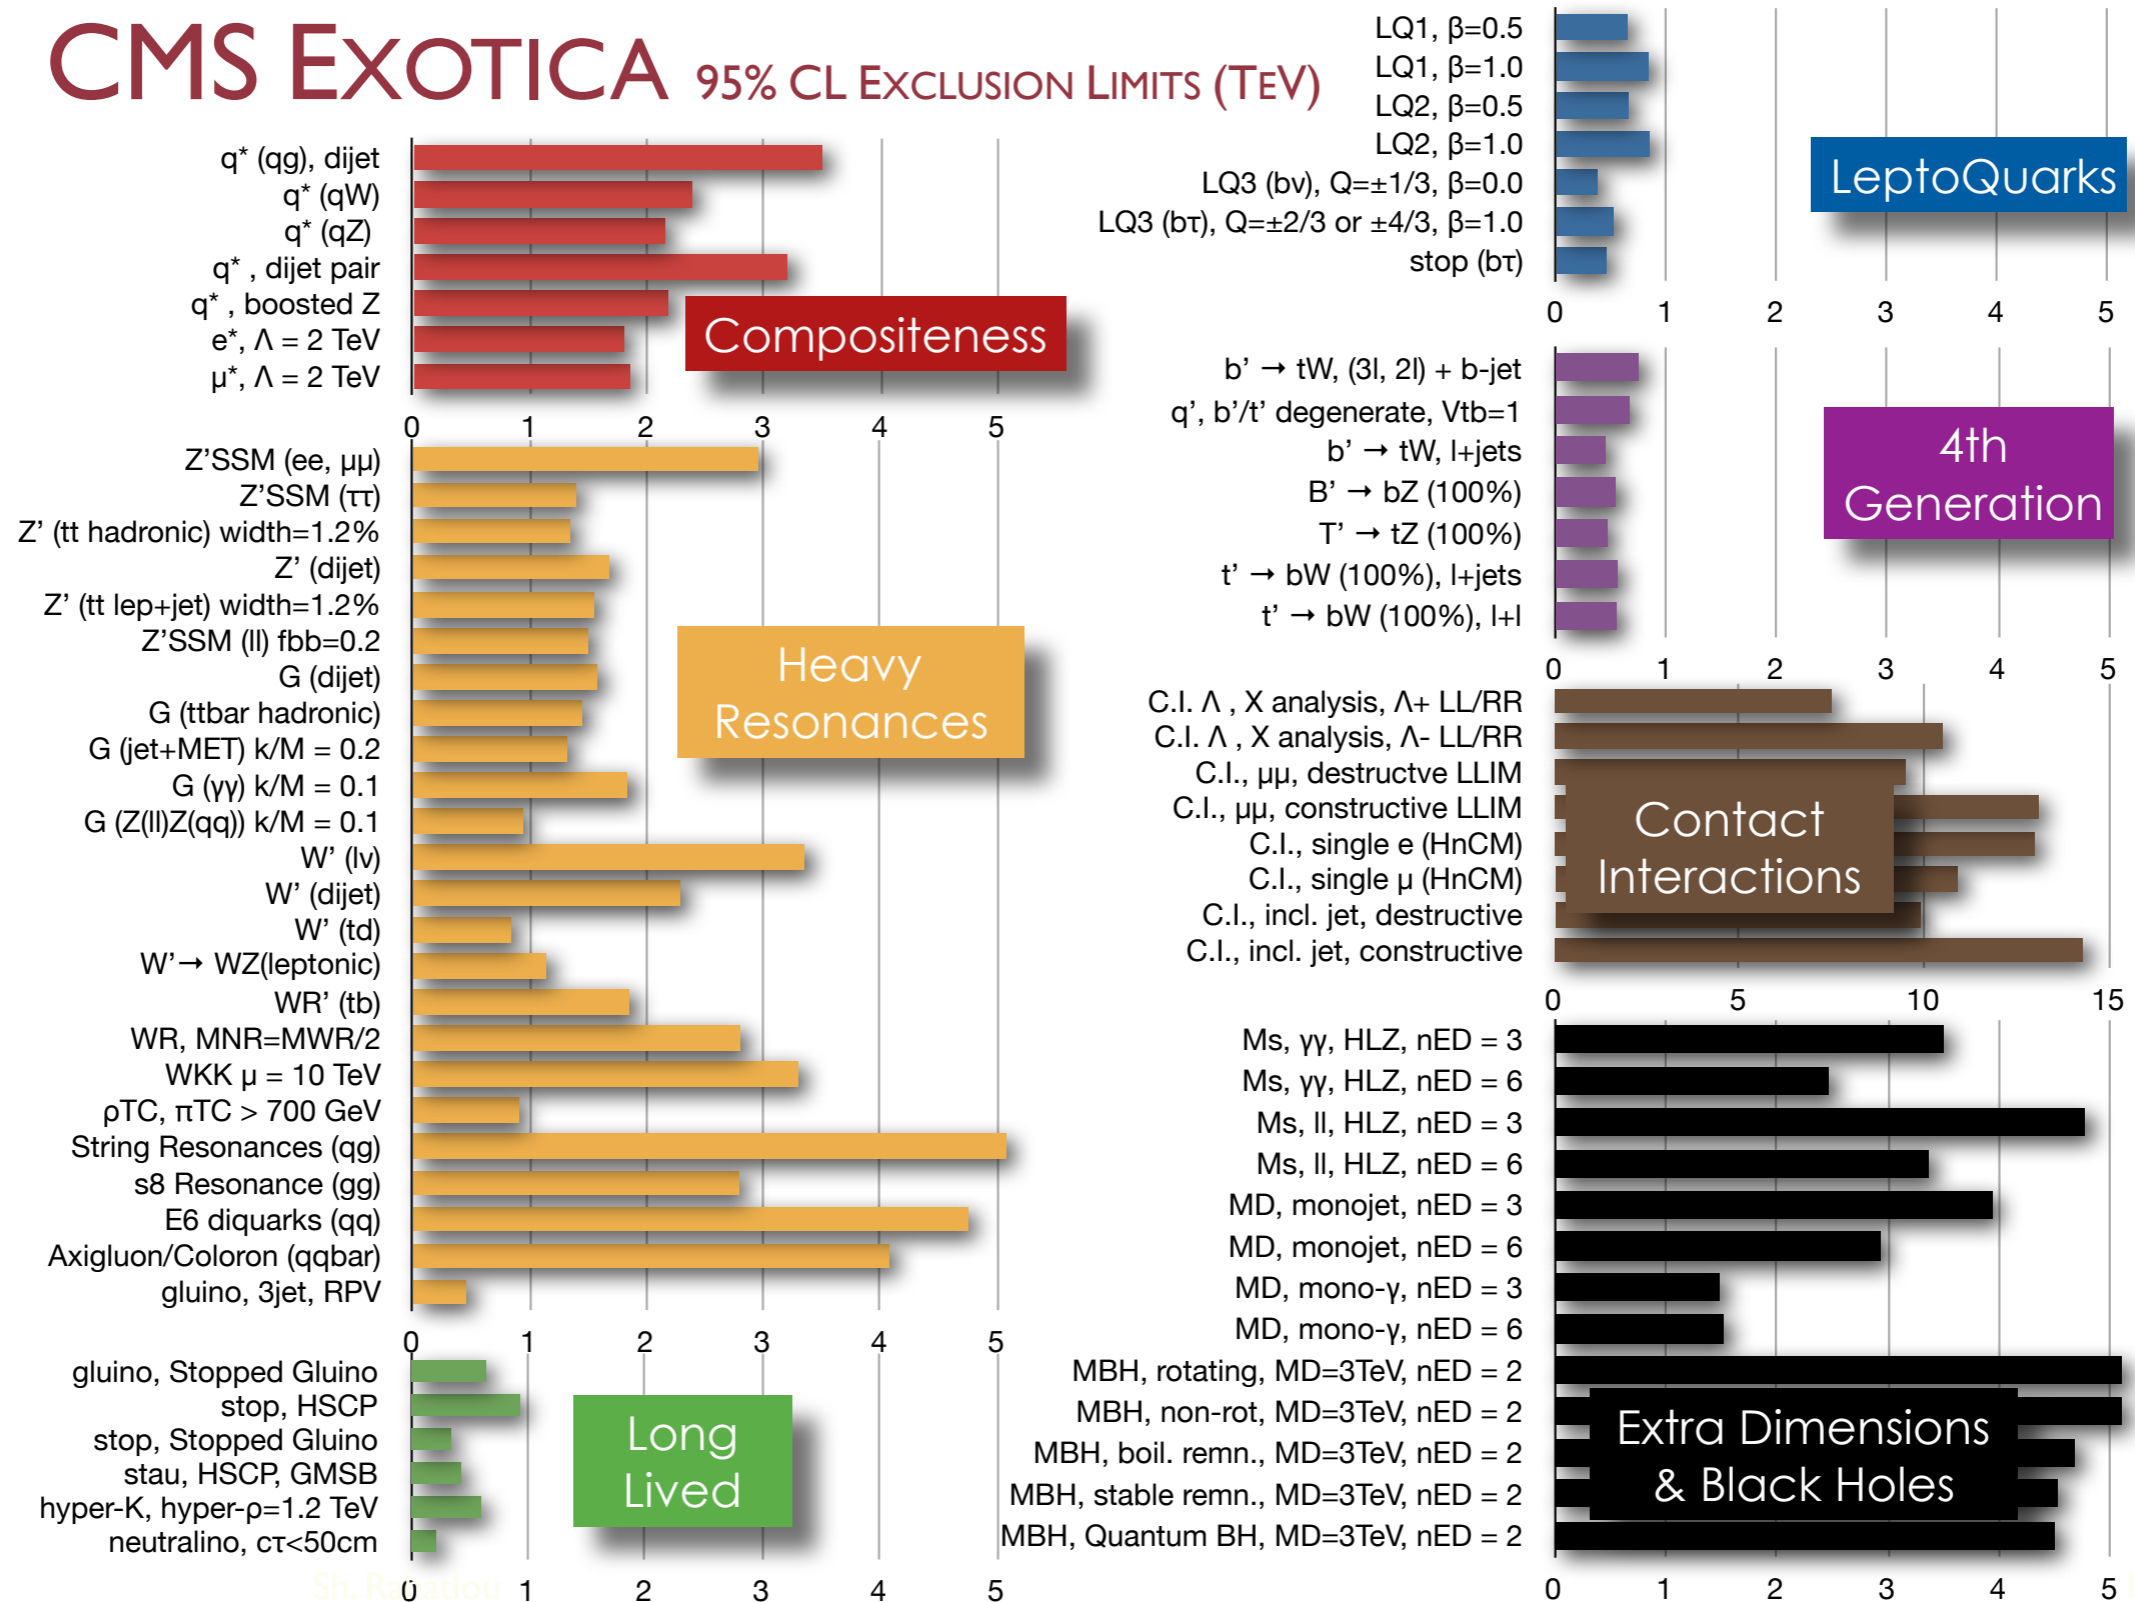 CMS EXOTICA 95% CL EXCLUSION LIMITS (TEV)
q* (qg), dijet
q* (qW)
q* (qZ)
q* , dijet pair
q* , boosted Z
e*, Λ = 2 TeV
μ*, Λ = 2 TeV
Compositeness
0 1 2 3 4 5
Z’SSM (ee, μμ)
Z’SSM (ττ)
Z’ (tt hadronic) width=1.2%
Z’ (dijet)
Z’ (tt lep+jet) width=1.2%
Z’SSM (ll) fbb=0.2
G (dijet)
G (ttbar hadronic)
G (jet+MET) k/M = 0.2
G (γγ) k/M = 0.1
G (Z(ll)Z(qq)) k/M = 0.1
W’ (lν)
W’ (dijet)
W’ (td)
W’→ WZ(leptonic)
WR’ (tb)
WR, MNR=MWR/2
WKK μ = 10 TeV
ρTC, πTC > 700 GeV
String Resonances (qg)
s8 Resonance (gg)
E6 diquarks (qq)
Axigluon/Coloron (qqbar)
gluino, 3jet, RPV
Heavy
Resonances
0 1 2 3 4 5
gluino, Stopped Gluino
stop, HSCP
stop, Stopped Gluino
stau, HSCP, GMSB
hyper-K, hyper-ρ=1.2 TeV
neutralino, cτ<50cm
Long
Lived
0 1 2 3 4 5
Sh.
LQ1, β=0.5
LQ1, β=1.0
LQ2, β=0.5
LQ2, β=1.0
LQ3 (bν), Q=±1/3, β=0.0
LQ3 (bτ), Q=±2/3 or ±4/3, β=1.0
stop (bτ)
LeptoQuarks
0 1 2 3 4 5
b’ → tW, (3l, 2l) + b-jet
q’, b’/t’ degenerate, Vtb=1
b’ → tW, l+jets
B’ → bZ (100%)
T’ → tZ (100%)
t’ → bW (100%), l+jets
t’ → bW (100%), l+l
4th
Generation
0 1 2 3 4 5
C.I. Λ , X analysis, Λ+ LL/RR
C.I. Λ , X analysis, Λ- LL/RR
C.I., μμ, destructve LLIM
C.I., μμ, constructive LLIM
C.I., single e (HnCM)
C.I., single μ (HnCM)
C.I., incl. jet, destructive
C.I., incl. jet, constructive
Contact
Interactions
0 5 10 15
Ms, γγ, HLZ, nED = 3
Ms, γγ, HLZ, nED = 6
Ms, ll, HLZ, nED = 3
Ms, ll, HLZ, nED = 6
MD, monojet, nED = 3
MD, monojet, nED = 6
MD, mono-γ, nED = 3
MD, mono-γ, nED = 6
MBH, rotating, MD=3TeV, nED = 2
MBH, non-rot, MD=3TeV, nED = 2
MBH, boil. remn., MD=3TeV, nED = 2
MBH, stable remn., MD=3TeV, nED = 2
MBH, Quantum BH, MD=3TeV, nED = 2
Extra Dimensions
& Black Holes
0 1 2 3 4 5